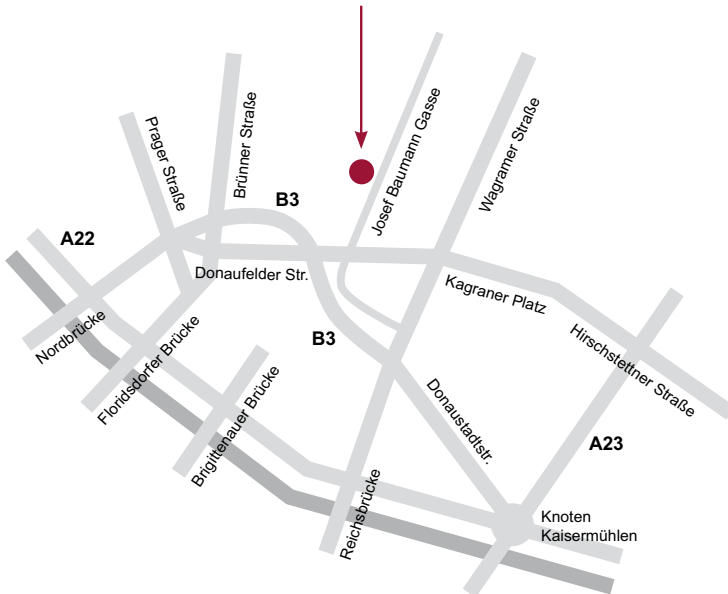 Prager Straße
Brünner Straße
Josef Baumann Gasse
Wagramer Straße
B3
A22
Donaufelder Str.
Kagraner Platz
Nordbrücke
Floridsdorfer Brücke
B3
Hirschstettner Straße
Brigittenauer Brücke
Donaustadtstr.
A23
Reichsbrücke
Knoten
Kaisermühlen